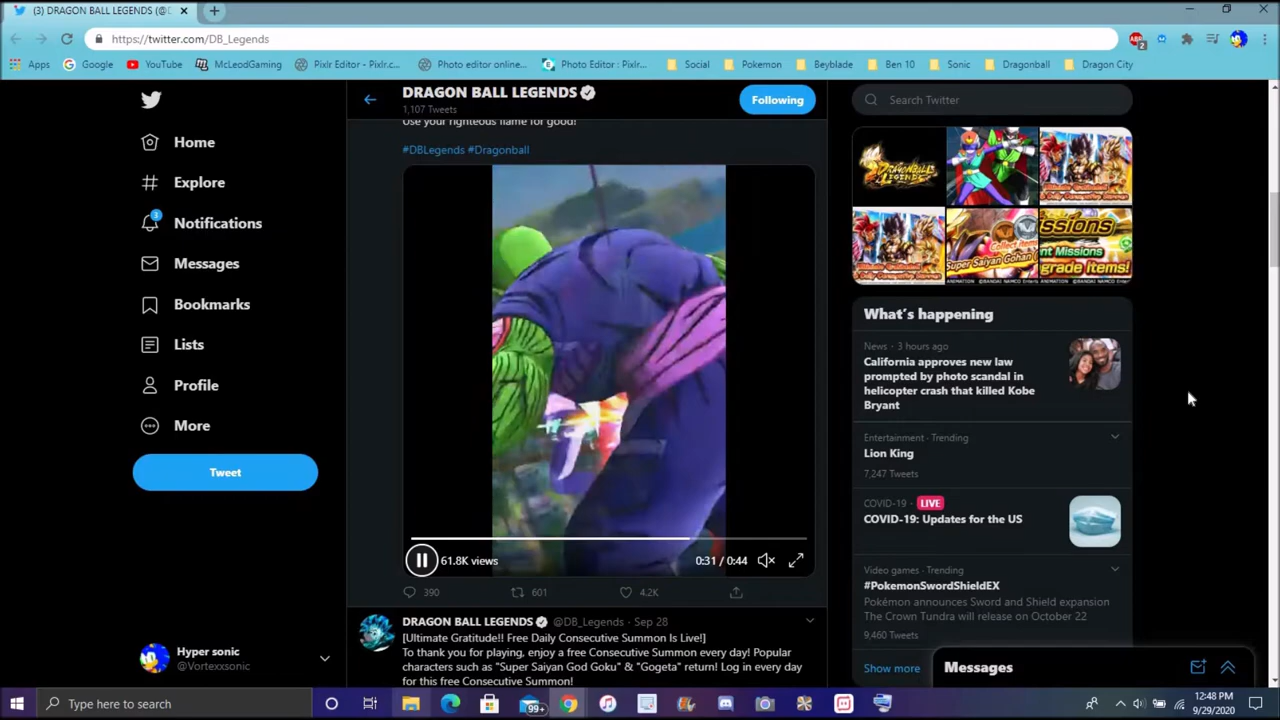 (3) DRAGON BALL LEGENDS (@D
https://twitter.com/DB_Legends
Apps
Google
YouTube
McLeodGaming
Pixlr Editor - Pixlr.c...
Photo editor online...
Photo Editor : Pixlr...
Social
Pokemon
Beyblade
Ben 10
Sonic
Dragonball
Dragon City
Home
Explore
Notifications
Messages
Bookmarks
Lists
Profile
More
Tweet
Hyper sonic
@Vortexxsonic
DRAGON BALL LEGENDS
1,107 Tweets
Following
Use your righteous flame for good!
#DBLegends #Dragonball
61.8K views
0:31 / 0:44
390
601
4.2K
DRAGON BALL LEGENDS @DB_Legends · Sep 28
[Ultimate Gratitude!! Free Daily Consecutive Summon Is Live!]
To thank you for playing, enjoy a free Consecutive Summon every day! Popular
characters such as "Super Saiyan God Goku" & "Gogeta" return! Log in every day
for this free Consecutive Summon!
Search Twitter
What's happening
News · 3 hours ago
California approves new law
prompted by photo scandal in
helicopter crash that killed Kobe
Bryant
Entertainment · Trending
Lion King
7,247 Tweets
COVID-19 · LIVE
COVID-19: Updates for the US
Video games · Trending
#PokemonSwordShieldEX
Pokémon announces Sword and Shield expansion
The Crown Tundra will release on October 22
9,460 Tweets
Show more
Messages
Type here to search
99+
12:48 PM
9/29/2020